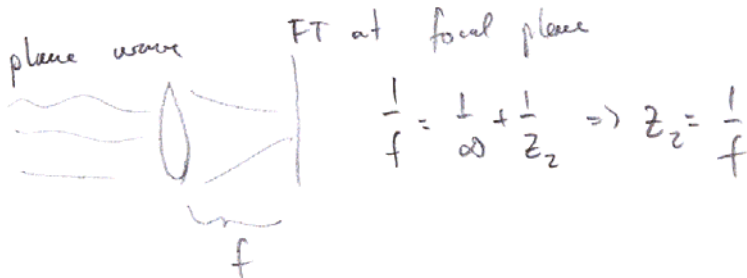 FT at focal plane
plane wave
1/f = 1/∞ + 1/z₂ => z₂ = 1/f
f